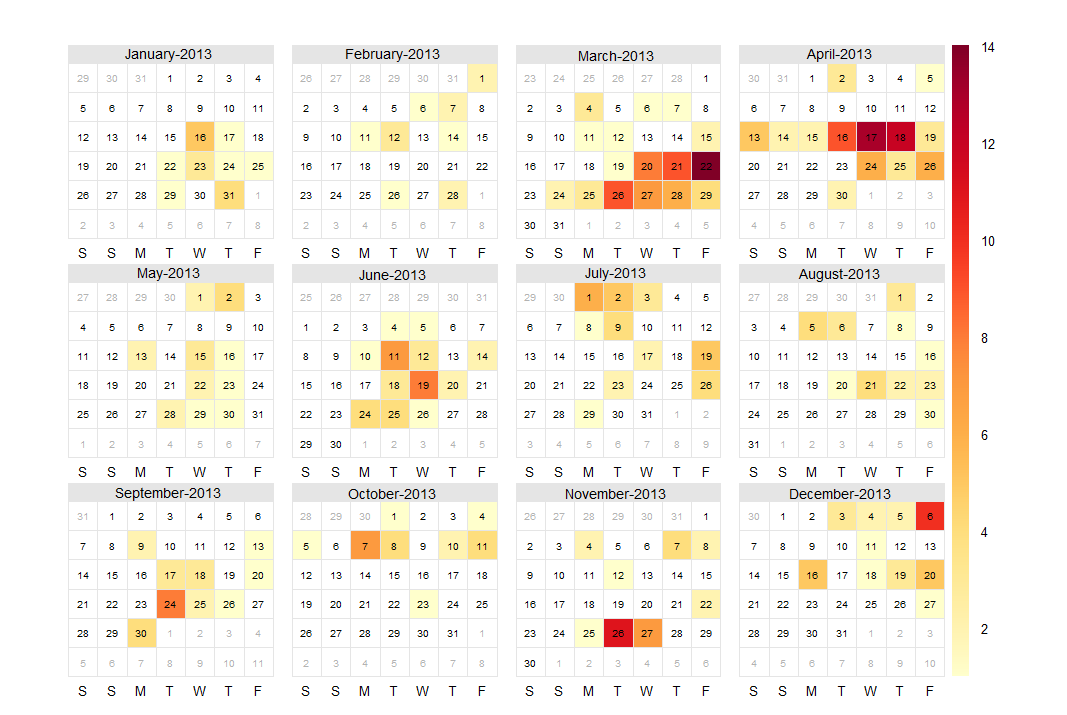 January-2013
29 30 31 1 2 3 4
5 6 7 8 9 10 11
12 13 14 15 16 17 18
19 20 21 22 23 24 25
26 27 28 29 30 31 1
2 3 4 5 6 7 8
S S M T W T F
February-2013
26 27 28 29 30 31 1
2 3 4 5 6 7 8
9 10 11 12 13 14 15
16 17 18 19 20 21 22
23 24 25 26 27 28 1
2 3 4 5 6 7 8
S S M T W T F
March-2013
23 24 25 26 27 28 1
2 3 4 5 6 7 8
9 10 11 12 13 14 15
16 17 18 19 20 21 22
23 24 25 26 27 28 29
30 31 1 2 3 4 5
S S M T W T F
April-2013
30 31 1 2 3 4 5
6 7 8 9 10 11 12
13 14 15 16 17 18 19
20 21 22 23 24 25 26
27 28 29 30 1 2 3
4 5 6 7 8 9 10
S S M T W T F
May-2013
27 28 29 30 1 2 3
4 5 6 7 8 9 10
11 12 13 14 15 16 17
18 19 20 21 22 23 24
25 26 27 28 29 30 31
1 2 3 4 5 6 7
S S M T W T F
June-2013
25 26 27 28 29 30 31
1 2 3 4 5 6 7
8 9 10 11 12 13 14
15 16 17 18 19 20 21
22 23 24 25 26 27 28
29 30 1 2 3 4 5
S S M T W T F
July-2013
29 30 1 2 3 4 5
6 7 8 9 10 11 12
13 14 15 16 17 18 19
20 21 22 23 24 25 26
27 28 29 30 31 1 2
3 4 5 6 7 8 9
S S M T W T F
August-2013
27 28 29 30 31 1 2
3 4 5 6 7 8 9
10 11 12 13 14 15 16
17 18 19 20 21 22 23
24 25 26 27 28 29 30
31 1 2 3 4 5 6
S S M T W T F
September-2013
31 1 2 3 4 5 6
7 8 9 10 11 12 13
14 15 16 17 18 19 20
21 22 23 24 25 26 27
28 29 30 1 2 3 4
5 6 7 8 9 10 11
S S M T W T F
October-2013
28 29 30 1 2 3 4
5 6 7 8 9 10 11
12 13 14 15 16 17 18
19 20 21 22 23 24 25
26 27 28 29 30 31 1
2 3 4 5 6 7 8
S S M T W T F
November-2013
26 27 28 29 30 31 1
2 3 4 5 6 7 8
9 10 11 12 13 14 15
16 17 18 19 20 21 22
23 24 25 26 27 28 29
30 1 2 3 4 5 6
S S M T W T F
December-2013
30 1 2 3 4 5 6
7 8 9 10 11 12 13
14 15 16 17 18 19 20
21 22 23 24 25 26 27
28 29 30 31 1 2 3
4 5 6 7 8 9 10
S S M T W T F
14
12
10
8
6
4
2